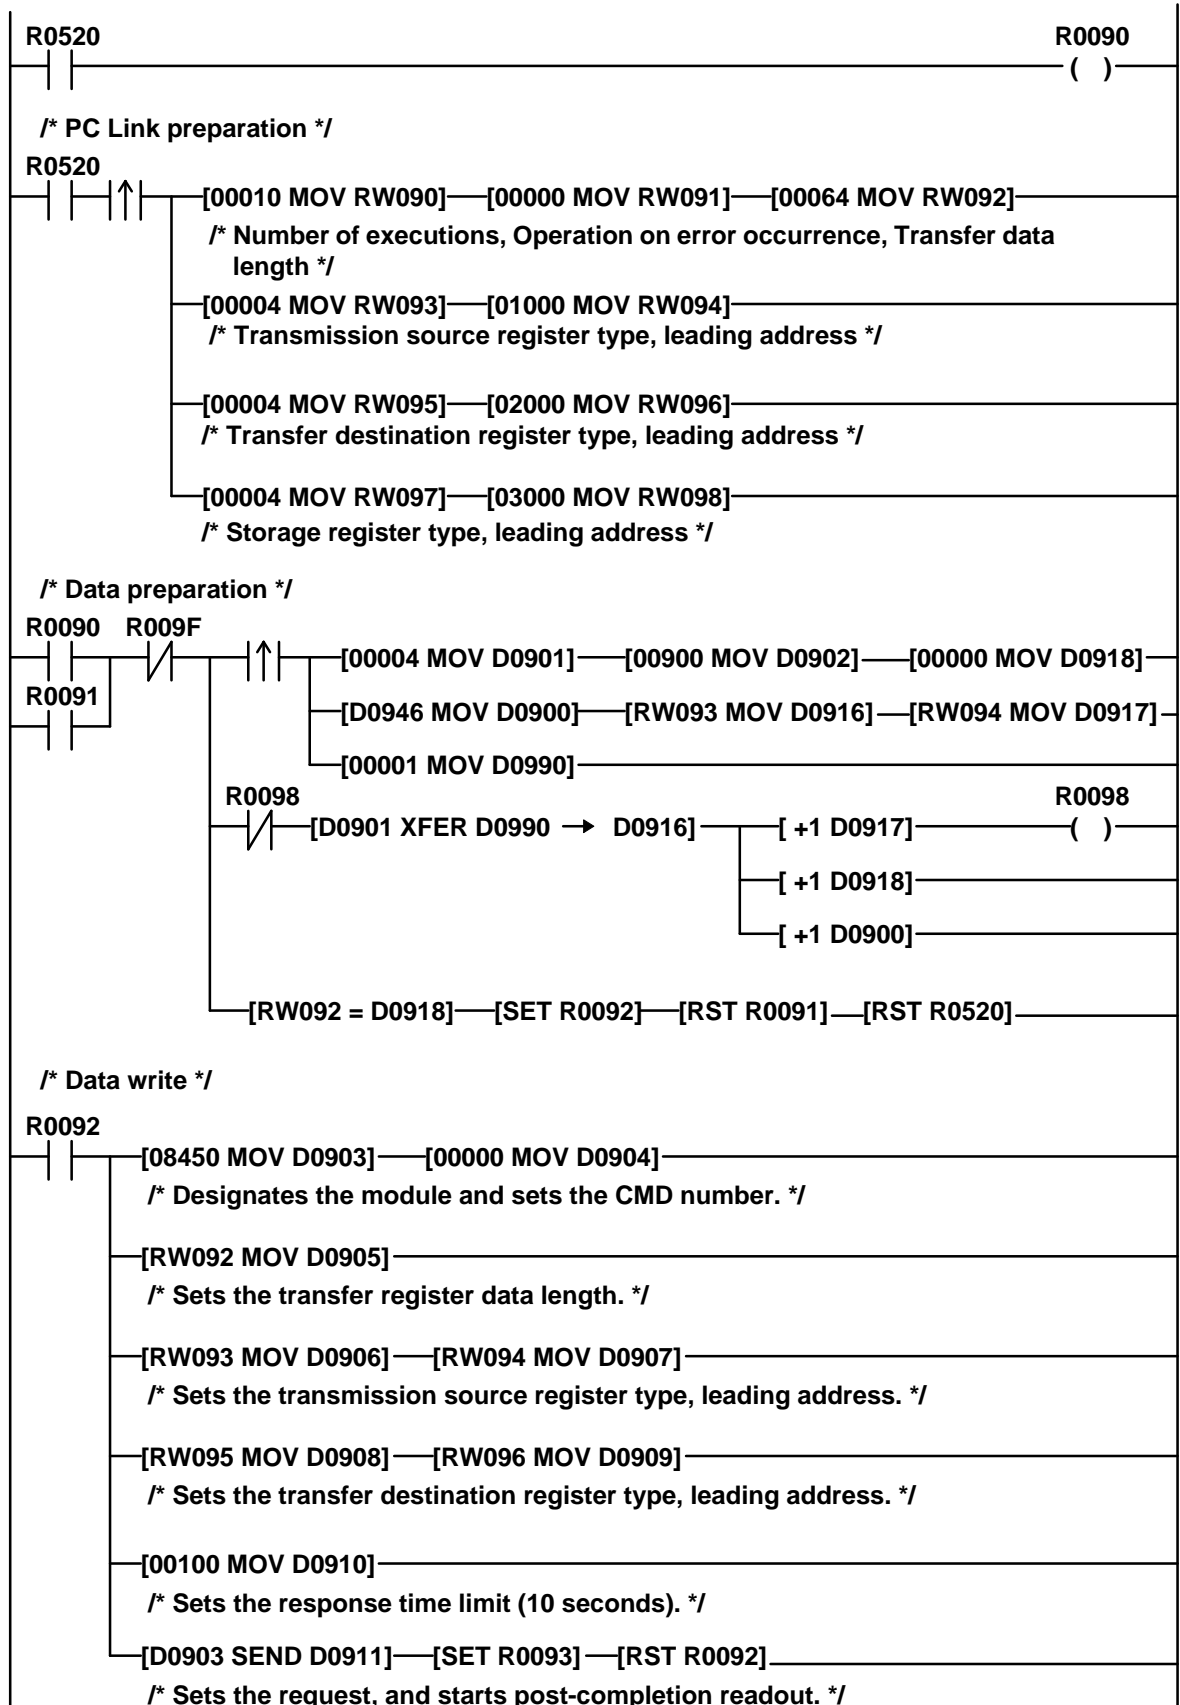 R0520 R0090
( )
/* PC Link preparation */
R0520
[00010 MOV RW090] [00000 MOV RW091] [00064 MOV RW092]
/* Number of executions, Operation on error occurrence, Transfer data
length */
[00004 MOV RW093] [01000 MOV RW094]
/* Transmission source register type, leading address */
[00004 MOV RW095] [02000 MOV RW096]
/* Transfer destination register type, leading address */
[00004 MOV RW097] [03000 MOV RW098]
/* Storage register type, leading address */
/* Data preparation */
R0090 R009F
[00004 MOV D0901] [00900 MOV D0902] [00000 MOV D0918]
R0091
[D0946 MOV D0900] [RW093 MOV D0916] [RW094 MOV D0917]
[00001 MOV D0990]
R0098 R0098
[D0901 XFER D0990 → D0916] [ +1 D0917] ( )
[ +1 D0918]
[ +1 D0900]
[RW092 = D0918] [SET R0092] [RST R0091] [RST R0520]
/* Data write */
R0092
[08450 MOV D0903] [00000 MOV D0904]
/* Designates the module and sets the CMD number. */
[RW092 MOV D0905]
/* Sets the transfer register data length. */
[RW093 MOV D0906] [RW094 MOV D0907]
/* Sets the transmission source register type, leading address. */
[RW095 MOV D0908] [RW096 MOV D0909]
/* Sets the transfer destination register type, leading address. */
[00100 MOV D0910]
/* Sets the response time limit (10 seconds). */
[D0903 SEND D0911] [SET R0093] [RST R0092]
/* Sets the request, and starts post-completion readout. */